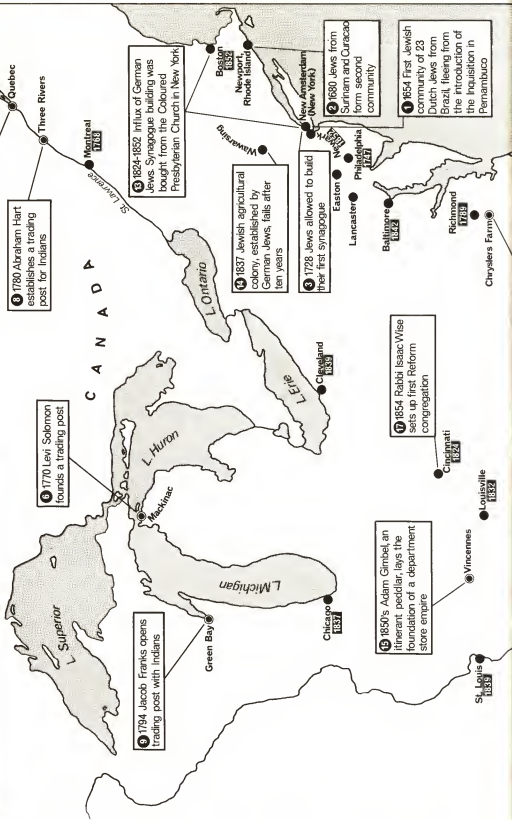 Quebec
Three Rivers
8 1780 Abraham Hart
establishes a trading
post for Indians
Montreal
1768
St. Lawrence
CANADA
6 1770 Levi Solomon
founds a trading post
L. Superior
Mackinac
L. Huron
L. Ontario
L. Erie
L. Michigan
9 1794 Jacob Franks opens
trading post with Indians
Green Bay
Chicago
1837
Cleveland
1839
13 1824-1852 Influx of German
Jews. Synagogue building was
bought from the Coloured
Presbyterian Church in New York
Boston
1852
Newport,
Rhode Island
2 1680 Jews from
Surinam and Curacao
form second
community
1 1654 First Jewish
community of 23
Dutch Jews from
Brazil, fleeing from
the introduction of
the Inquisition in
Pernambuco
14 1837 Jewish agricultural
colony, established by
German Jews, fails after
ten years
Wawarsing
New Amsterdam
(New York)
3 1728 Jews allowed to build
their first synagogue
Easton
Philadelphia
1747
Lancaster
Baltimore
1842
Richmond
1789
Chryslers Farm
17 1854 Rabbi Isaac Wise
sets up first Reform
congregation
Cincinnati
1824
Louisville
1832
15 1850's Adam Gimbel, an
itinerant peddlar, lays the
foundation of a department
store empire
Vincennes
St. Louis
1839